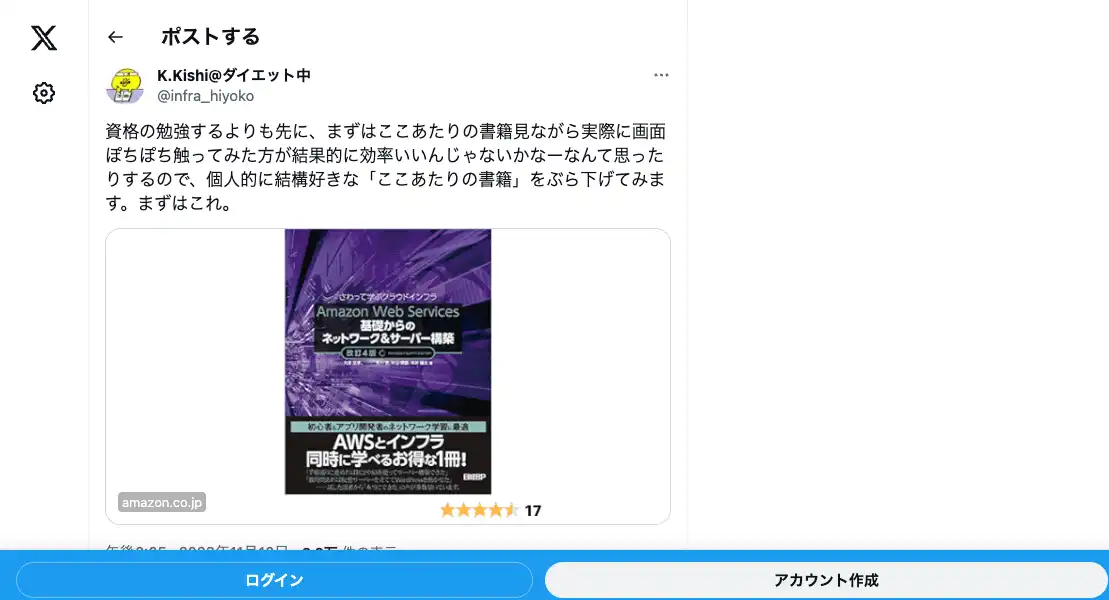 ポストする
K.Kishi@ダイエット中
@infra_hiyoko
資格の勉強するよりも先に、まずはここあたりの書籍見ながら実際に画面
ぽちぽち触ってみた方が結果的に効率いいんじゃないかなーなんて思った
りするので、個人的に結構好きな「ここあたりの書籍」をぶら下げてみま
す。まずはこれ。
さわって学ぶクラウドインフラ
Amazon Web Services
基礎からの
ネットワーク&サーバー構築
改訂4版
初心者&アプリ開発者のネットワーク学習に最適
AWSとインフラ
同時に学べるお得な1冊!
日経BP
amazon.co.jp
17
ログイン
アカウント作成